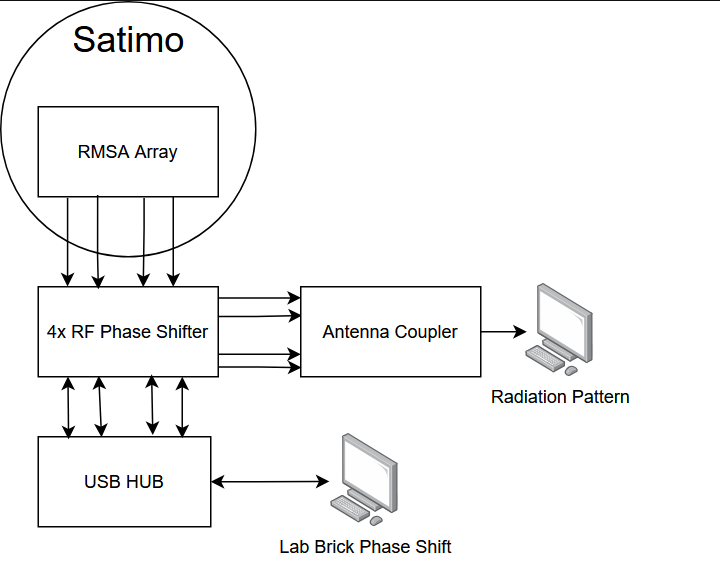 Satimo
RMSA Array
4x RF Phase Shifter
Antenna Coupler
Radiation Pattern
USB HUB
Lab Brick Phase Shift